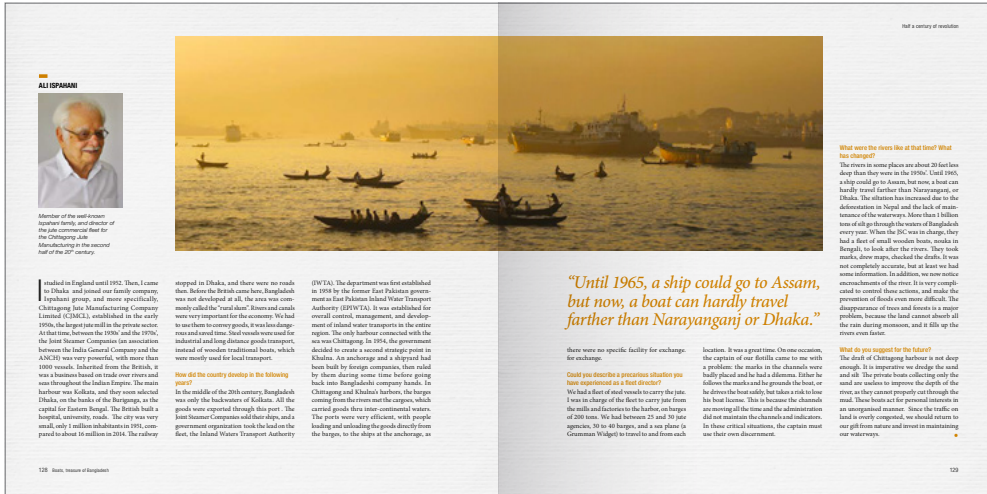 Half a century of revolution
ALI ISPAHANI
Member of the well-known
Ispahani family, and director of
the jute commercial fleet for
the Chittagong Jute
Manufacturing in the second
half of the 20th century.
I studied in England until 1952. Then, I came
to Dhaka and joined our family company,
Ispahani group, and more specifically,
Chittagong Jute Manufacturing Company
Limited (CJMCL), established in the early
1950s, the largest jute mill in the private sector.
At that time, between the 1930s' and the 1970s',
the Joint Steamer Companies (an association
between the India General Company and the
ANCH) was very powerful, with more than
1000 vessels. Inherited from the British, it
was a business based on trade over rivers and
seas throughout the Indian Empire. The main
harbour was Kolkata, and they soon selected
Dhaka, on the banks of the Buriganga, as the
capital for Eastern Bengal. The British built a
hospital, university, roads. The city was very
small, only 1 million inhabitants in 1951, com-
pared to about 16 million in 2014. The railway
stopped in Dhaka, and there were no roads
then. Before the British came here, Bangladesh
was not developed at all, the area was com-
monly called the "rural slum". Rivers and canals
were very important for the economy. We had
to use them to convey goods, it was less dange-
rous and saved time. Steel vessels were used for
industrial and long distance goods transport,
instead of wooden traditional boats, which
were mostly used for local transport.
How did the country develop in the following
years?
In the middle of the 20th century, Bangladesh
was only the backwaters of Kolkata. All the
goods were exported through this port . The
Joint Steamer Companies sold their ships, and a
government organization took the lead on the
fleet, the Inland Waters Transport Authority
(IWTA). The department was first established
in 1958 by the former East Pakistan govern-
ment as East Pakistan Inland Water Transport
Authority (EPIWTA). It was established for
overall control, management, and develop-
ment of inland water transports in the entire
region. The only harbour connected with the
sea was Chittagong. In 1954, the government
decided to create a second strategic point in
Khulna. An anchorage and a shipyard had
been built by foreign companies, then ruled
by them during some time before going
back into Bangladeshi company hands. In
Chittagong and Khulna's harbors, the barges
coming from the rivers met the cargoes, which
carried goods thru inter-continental waters.
The ports were very efficient, with people
loading and unloading the goods directly from
the barges, to the ships at the anchorage, as
"Until 1965, a ship could go to Assam,
but now, a boat can hardly travel
farther than Narayanganj or Dhaka."
there were no specific facility for exchange.
for exchange.
Could you describe a precarious situation you
have experienced as a fleet director?
We had a fleet of steel vessels to carry the jute.
I was in charge of the fleet to carry jute from
the mills and factories to the harbor, on barges
of 200 tons. We had between 25 and 30 jute
agencies, 30 to 40 barges, and a sea plane (a
Grumman Widget) to travel to and from each
location. It was a great time. On one occasion,
the captain of our flotilla came to me with
a problem: the marks in the channels were
badly placed and he had a dilemma. Either he
follows the marks and he grounds the boat, or
he drives the boat safely, but takes a risk to lose
his boat license. This is because the channels
are moving all the time and the administration
did not maintain the channels and indicators.
In these critical situations, the captain must
use their own discernment.
What were the rivers like at that time? What
has changed?
The rivers in some places are about 20 feet less
deep than they were in the 1950s'. Until 1965,
a ship could go to Assam, but now, a boat can
hardly travel farther than Narayanganj, or
Dhaka. The siltation has increased due to the
deforestation in Nepal and the lack of main-
tenance of the waterways. More than 1 billion
tons of silt go through the waters of Bangladesh
every year. When the JSC was in charge, they
had a fleet of small wooden boats, nouka in
Bengali, to look after the rivers. They took
marks, drew maps, checked the drafts. It was
not completely accurate, but at least we had
some information. In addition, we now notice
encroachments of the river. It is very compli-
cated to control these actions, and make the
prevention of floods even more difficult. The
disappearance of trees and forests is a major
problem, because the land cannot absorb all
the rain during monsoon, and it fills up the
rivers even faster.
What do you suggest for the future?
The draft of Chittagong harbour is not deep
enough. It is imperative we dredge the sand
and silt The private boats collecting only the
sand are useless to improve the depth of the
river, as they cannot properly cut through the
mud. These boats act for personal interests in
an unorganised manner. Since the traffic on
land is overly congested, we should return to
our gift from nature and invest in maintaining
our waterways.
128 Boats, treasure of Bangladesh
129